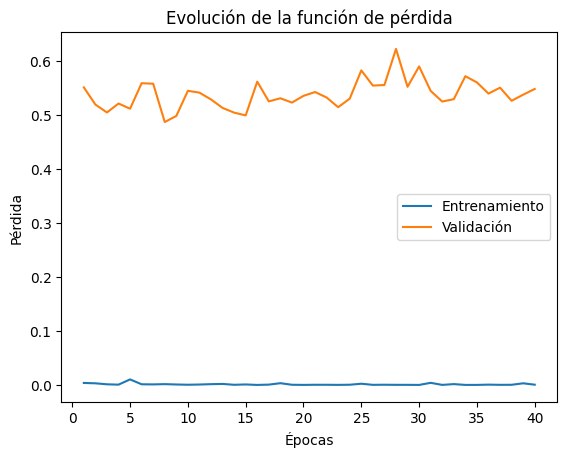 Evolución de la función de pérdida
0.6
0.5
0.4
0.3
0.2
0.1
0.0
Pérdida
Entrenamiento
Validación
0 5 10 15 20 25 30 35 40
Épocas